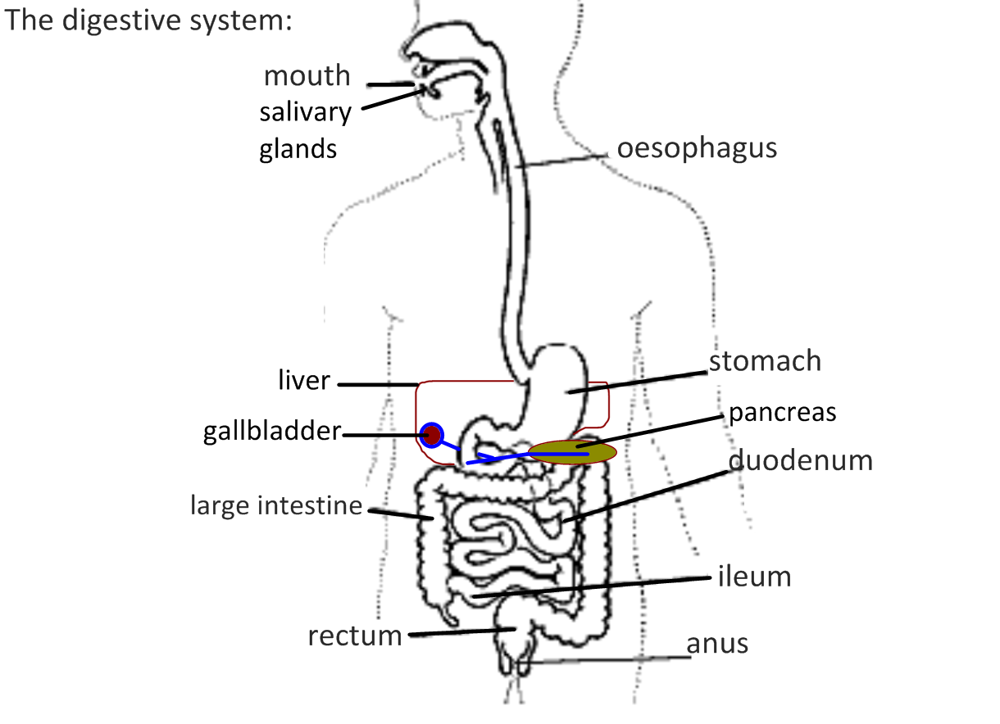 The digestive system:
mouth
salivary
glands
oesophagus
stomach
liver
pancreas
gallbladder
duodenum
large intestine
ileum
rectum
anus